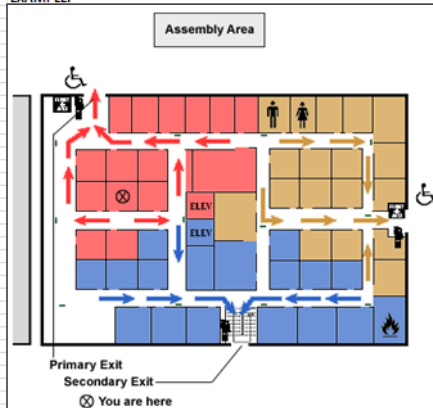 Assembly Area
ELEV
ELEV
Primary Exit
Secondary Exit
You are here